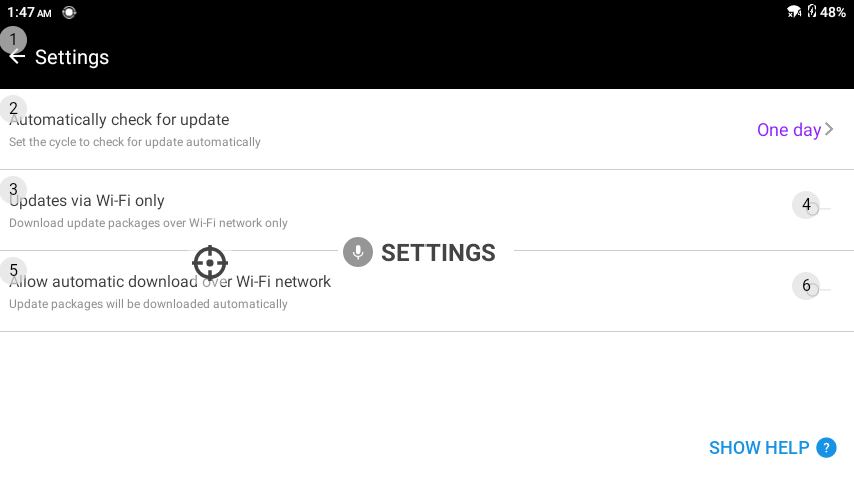 1:47 AM 48%
1
Settings
2
Automatically check for update
Set the cycle to check for update automatically
One day
3
Updates via Wi-Fi only
Download update packages over Wi-Fi network only
4
SETTINGS
5
Allow automatic download over Wi-Fi network
Update packages will be downloaded automatically
6
SHOW HELP ?